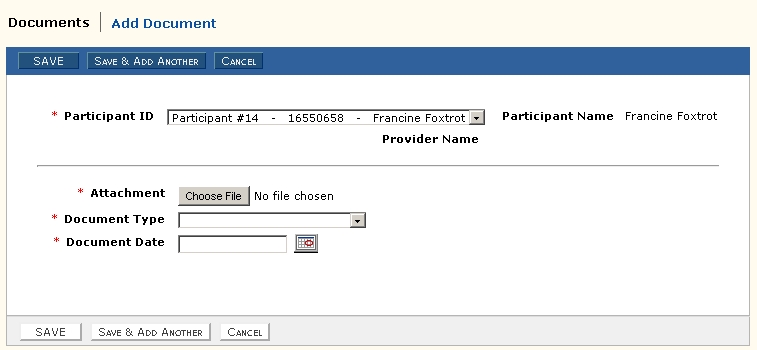 Documents Add Document
SAVE SAVE & ADD ANOTHER CANCEL
* Participant ID Participant #14 - 16550658 - Francine Foxtrot Participant Name Francine Foxtrot
Provider Name
* Attachment Choose File No file chosen
* Document Type
* Document Date
SAVE SAVE & ADD ANOTHER CANCEL